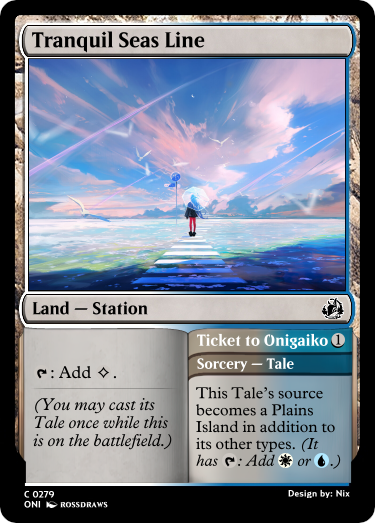 Tranquil Seas Line
Land — Station
: Add .
(You may cast its
Tale once while this
is on the battlefield.)
Ticket to Onigaiko 1
Sorcery — Tale
This Tale's source
becomes a Plains
Island in addition to
its other types. (It
has : Add or .)
C 0279
ONI ROSSDRAWS
Design by: Nix